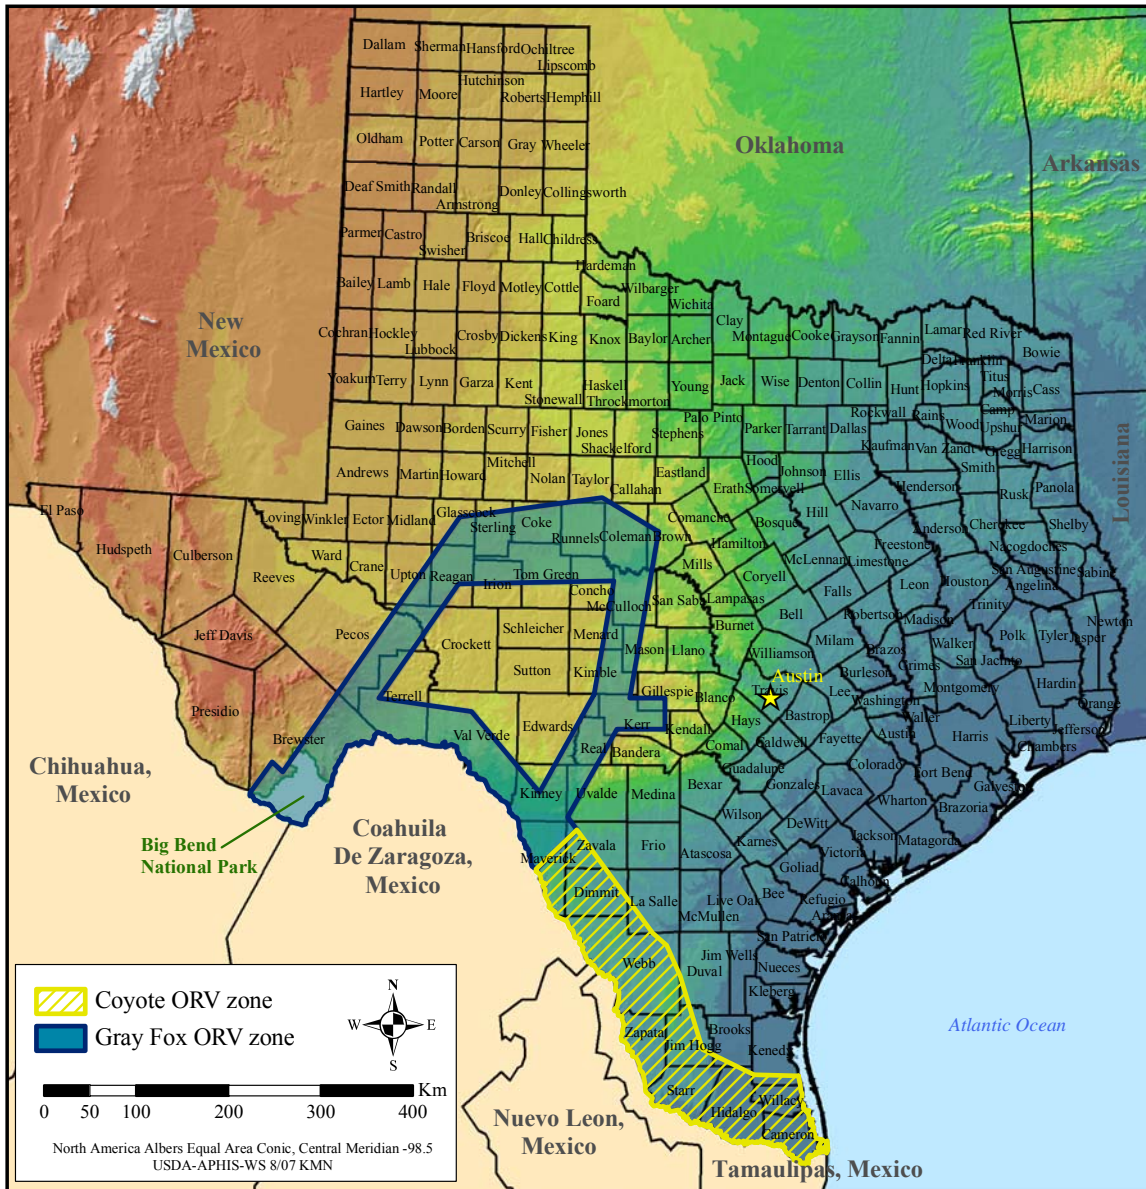 Dallam Sherman Hansford Ochiltree
Lipscomb
Hutchinson
Hartley Moore Roberts Hemphill
Oldham Potter Carson Gray Wheeler
Oklahoma
Arkansas
Deaf Smith Randall Donley Collingsworth
Armstrong
Parmer Castro Briscoe Hall Childress
Swisher
Hardeman
Bailey Lamb Hale Floyd Motley Cottle Wilbarger
Foard Wichita
New
Mexico
Cochran Hockley Crosby Dickens King Knox Baylor Archer Clay Montague Cooke Grayson Fannin Lamar Red River
Lubbock
Bowie
Delta Franklin
Yoakum Terry Lynn Garza Kent Haskell Young Jack Wise Denton Collin Hunt Hopkins Titus Morris Cass
Stonewall Throckmorton
Gaines Dawson Borden Scurry Fisher Jones Stephens Palo Pinto Parker Tarrant Dallas Rockwall Rains Wood Camp Upshur Marion
Shackelford
Kaufman Van Zandt Gregg Harrison
Louisiana
Andrews Martin Howard Mitchell Nolan Taylor Callahan Eastland Erath Hood Somervell Johnson Ellis Henderson Smith Rusk Panola
El Paso Loving Winkler Ector Midland Glasscock Sterling Coke Runnels Coleman Brown Comanche Bosque Hill Navarro Anderson Cherokee Shelby
Hudspeth Culberson Reeves Ward Crane Upton Reagan Irion Tom Green Concho McCulloch Mills Hamilton McLennan Freestone Limestone Nacogdoches
San Augustine Sabine
Angelina
San Saba Lampasas Coryell Bell Falls Leon Houston Trinity
Jeff Davis Pecos Crockett Schleicher Menard Mason Llano Burnet Milam Robertson Madison Walker Polk Tyler Jasper Newton
Williamson Brazos Grimes San Jacinto
Sutton Kimble Burleson
Austin
Presidio Terrell Gillespie Blanco Travis Lee Washington Montgomery Hardin Orange
Brewster Val Verde Edwards Kerr Kendall Hays Bastrop Waller Liberty Jefferson
Real Bandera Comal Caldwell Fayette Austin Harris Chambers
Chihuahua,
Mexico
Guadalupe
Kinney Uvalde Medina Bexar Gonzales Colorado Fort Bend Galveston
Lavaca Wharton Brazoria
Big Bend
National Park
Coahuila
De Zaragoza,
Mexico
Wilson DeWitt
Maverick Zavala Frio Atascosa Karnes Jackson Matagorda
Victoria
Goliad
Dimmit La Salle Live Oak Bee Refugio Calhoun
McMullen Aransas
San Patricio
Webb Duval Jim Wells Nueces
Kleberg
Zapata Jim Hogg Brooks Kenedy
Atlantic Ocean
Starr Hidalgo Willacy
Cameron
Nuevo Leon,
Mexico
Tamaulipas, Mexico
Coyote ORV zone
Gray Fox ORV zone
N
W E
S
Km
0 50 100 200 300 400
North America Albers Equal Area Conic, Central Meridian -98.5
USDA-APHIS-WS 8/07 KMN